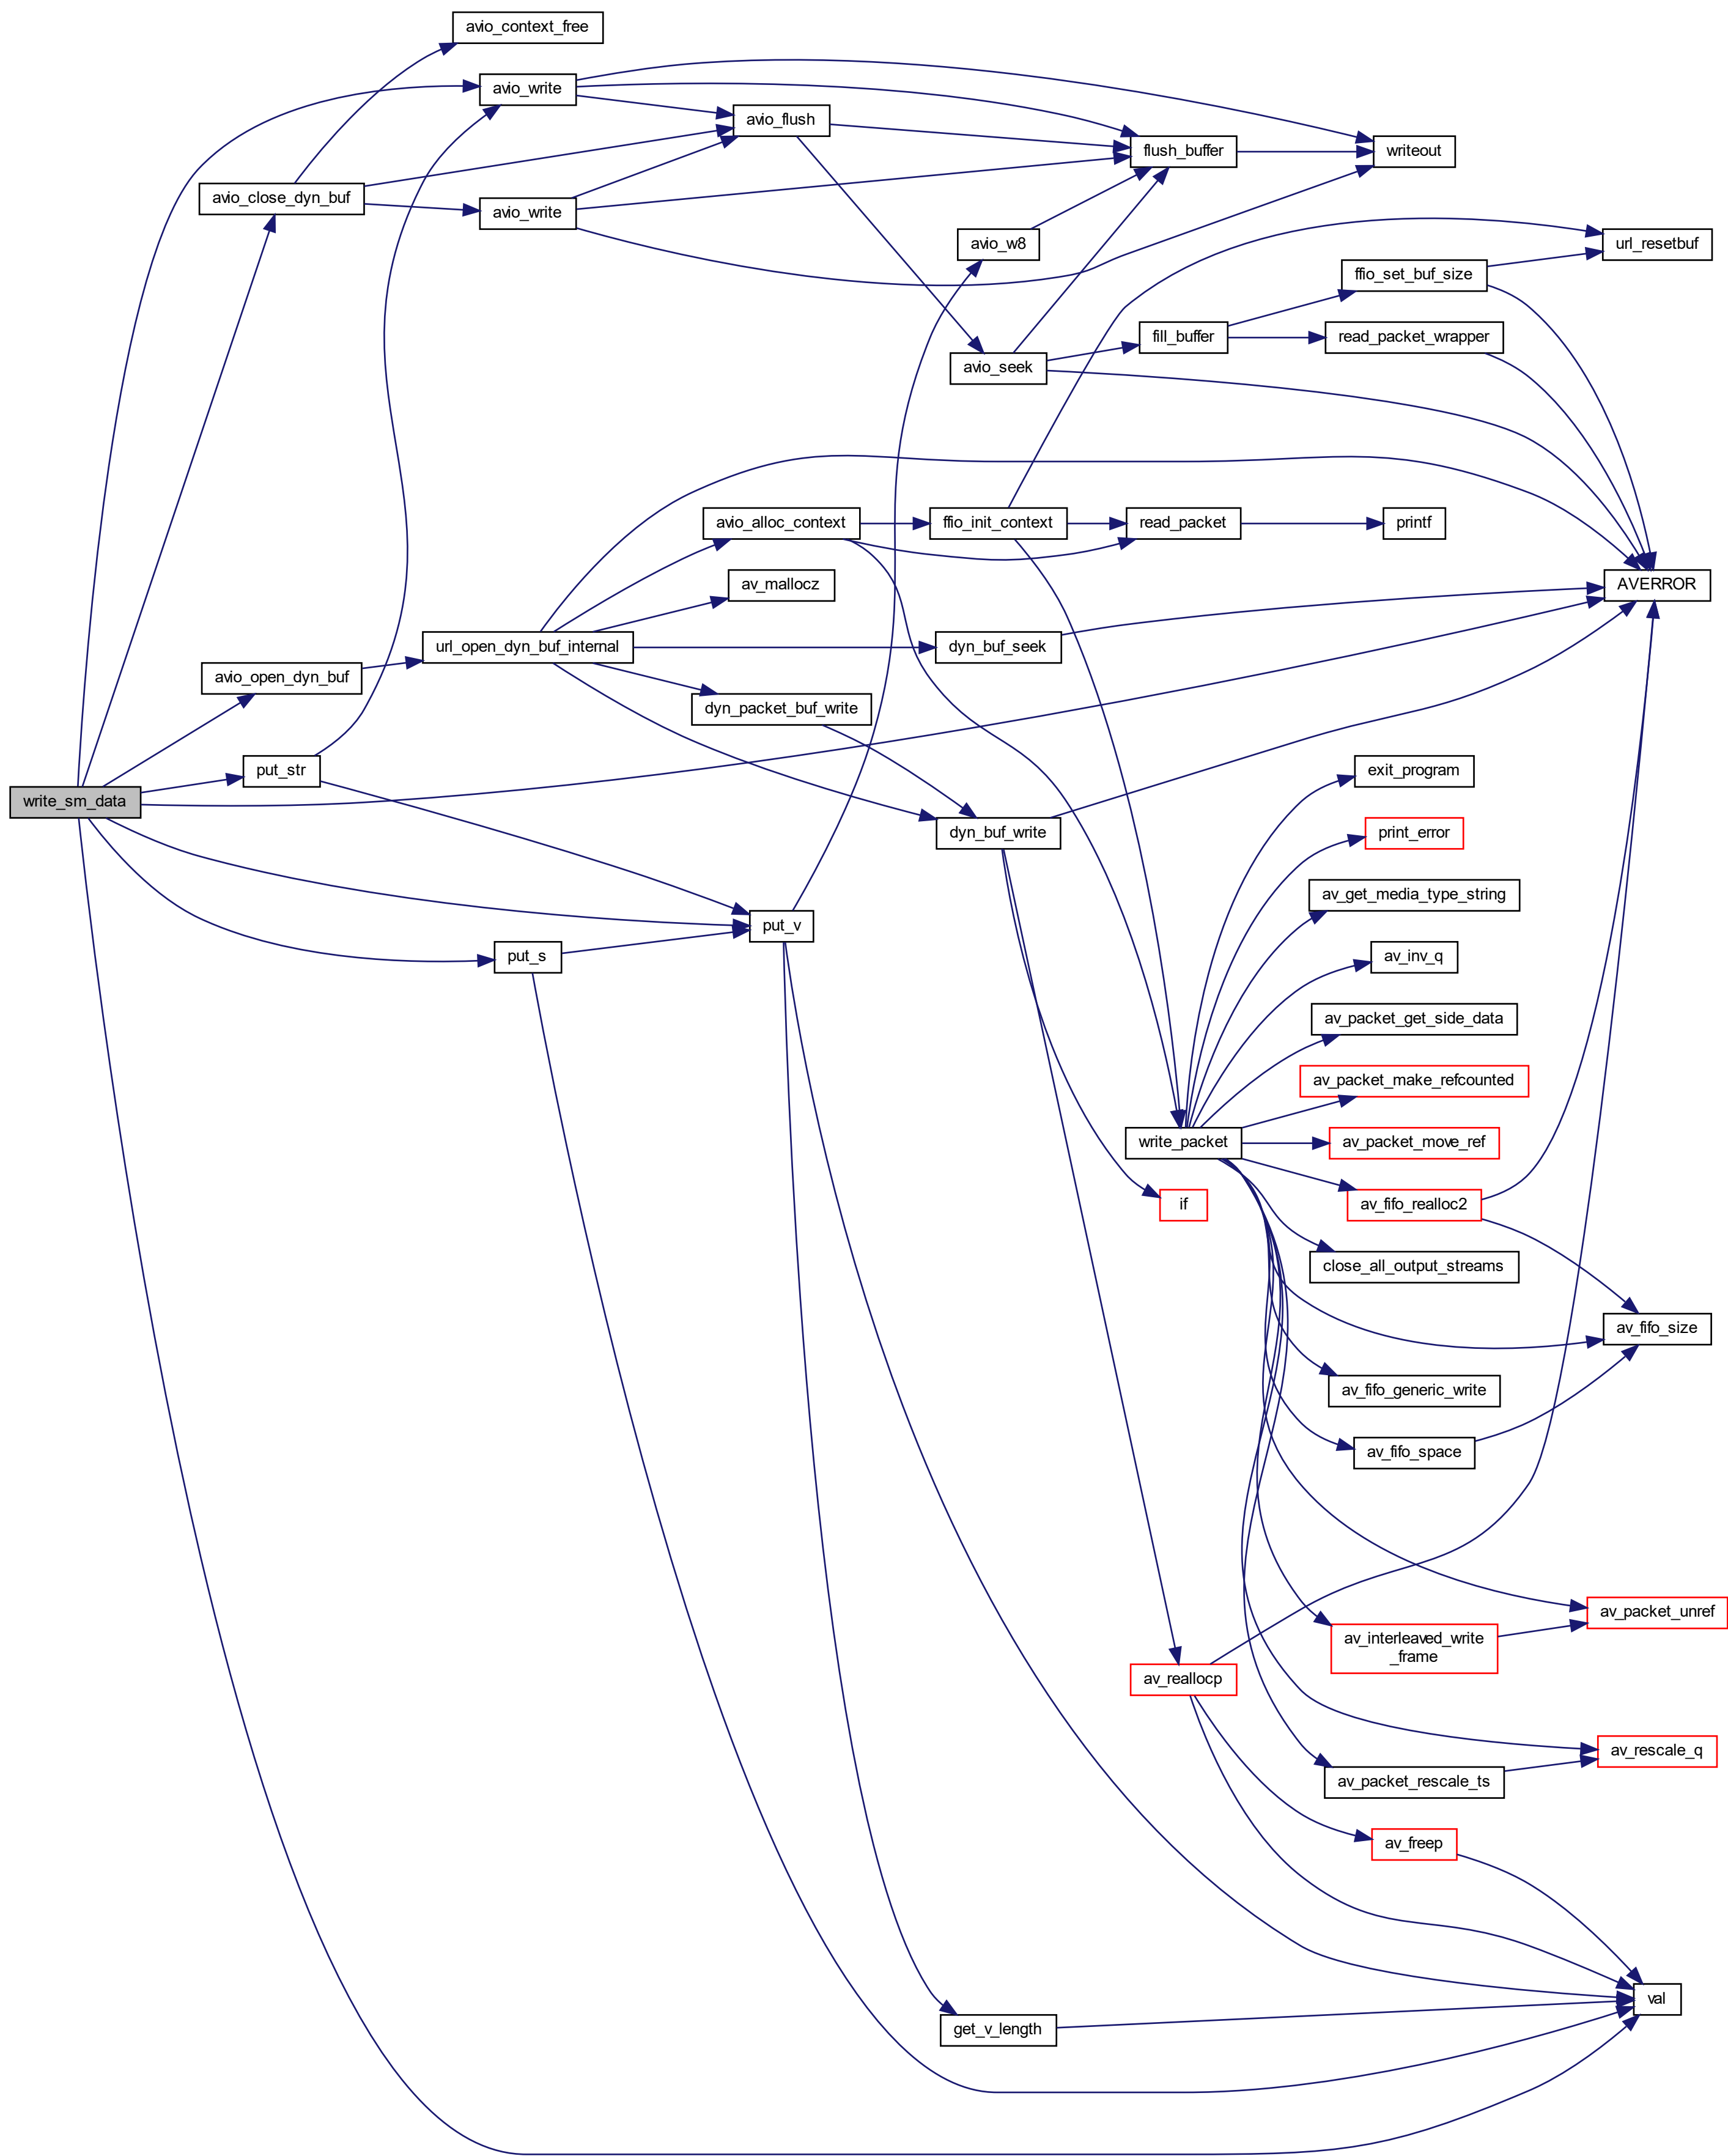 avio_context_free
avio_write
avio_flush
flush_buffer
writeout
avio_close_dyn_buf
avio_write
avio_w8
url_resetbuf
ffio_set_buf_size
fill_buffer
read_packet_wrapper
avio_seek
avio_alloc_context
ffio_init_context
read_packet
printf
av_mallocz
AVERROR
url_open_dyn_buf_internal
dyn_buf_seek
avio_open_dyn_buf
dyn_packet_buf_write
put_str
exit_program
write_sm_data
dyn_buf_write
print_error
av_get_media_type_string
put_v
put_s
av_inv_q
av_packet_get_side_data
av_packet_make_refcounted
write_packet
av_packet_move_ref
if
av_fifo_realloc2
close_all_output_streams
av_fifo_size
av_fifo_generic_write
av_fifo_space
av_packet_unref
av_interleaved_write
_frame
av_reallocp
av_rescale_q
av_packet_rescale_ts
av_freep
val
get_v_length